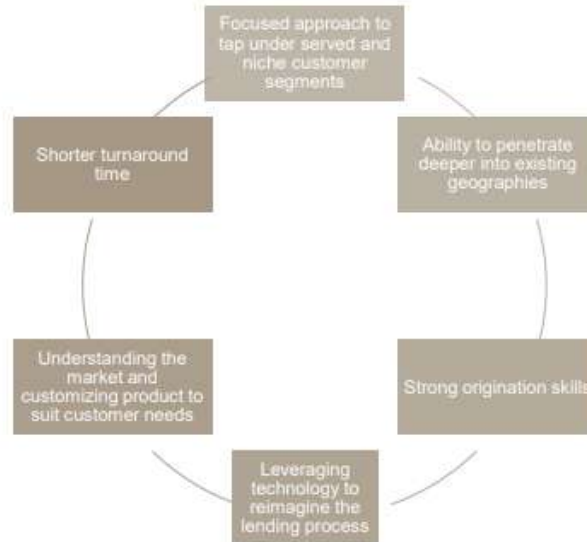 Focused approach to
tap under served and
niche customer
segments
Ability to penetrate
deeper into existing
geographies
Strong origination skills
Leveraging
technology to
reimagine the
lending process
Understanding the
market and
customizing product to
suit customer needs
Shorter turnaround
time